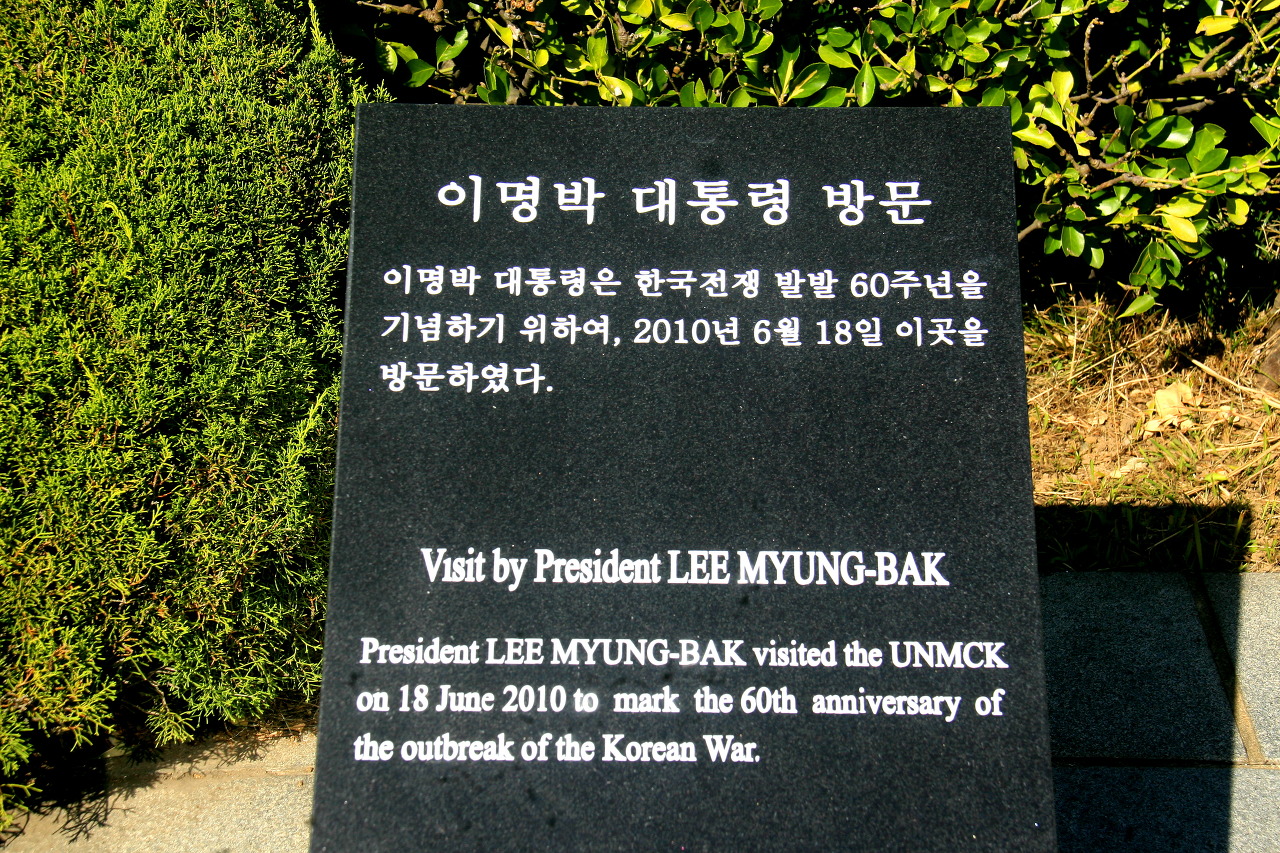 이명박 대통령 방문
이명박 대통령은 한국전쟁 발발 60주년을
기념하기 위하여, 2010년 6월 18일 이곳을
방문하였다.
Visit by President LEE MYUNG-BAK
President LEE MYUNG-BAK visited the UNMCK
on 18 June 2010 to mark the 60th anniversary of
the outbreak of the Korean War.